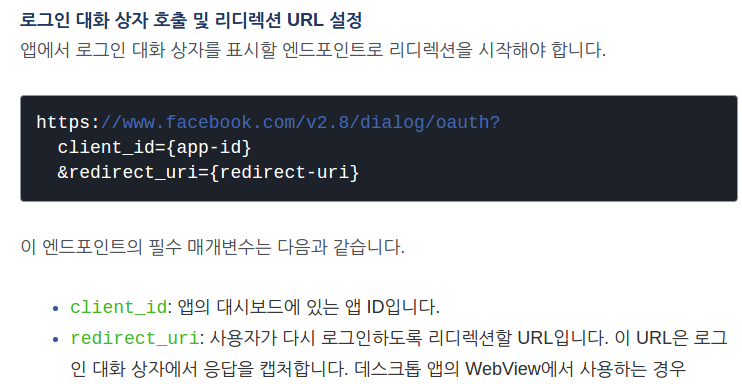 로그인 대화 상자 호출 및 리디렉션 URL 설정
앱에서 로그인 대화 상자를 표시할 엔드포인트로 리디렉션을 시작해야 합니다.
https://www.facebook.com/v2.8/dialog/oauth?
client_id={app-id}
&redirect_uri={redirect-uri}
이 엔드포인트의 필수 매개변수는 다음과 같습니다.
• client_id: 앱의 대시보드에 있는 앱 ID입니다.
• redirect_uri: 사용자가 다시 로그인하도록 리디렉션할 URL입니다. 이 URL은 로그
인 대화 상자에서 응답을 캡처합니다. 데스크톱 앱의 WebView에서 사용하는 경우